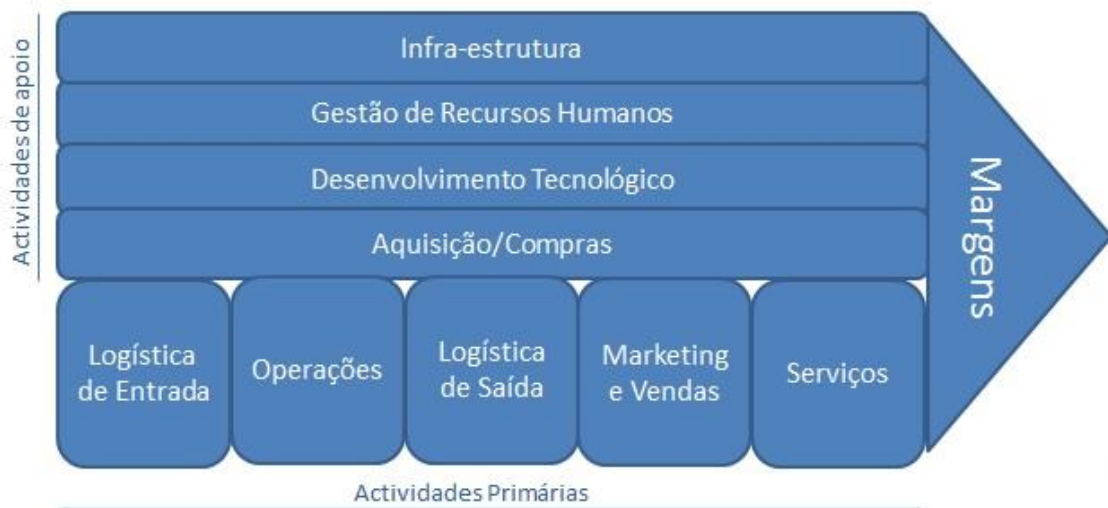 Actividades de apoio
Infra-estrutura
Gestão de Recursos Humanos
Desenvolvimento Tecnológico
Aquisição/Compras
Logística
de Entrada
Operações
Logística
de Saída
Marketing
e Vendas
Serviços
Margens
Actividades Primárias